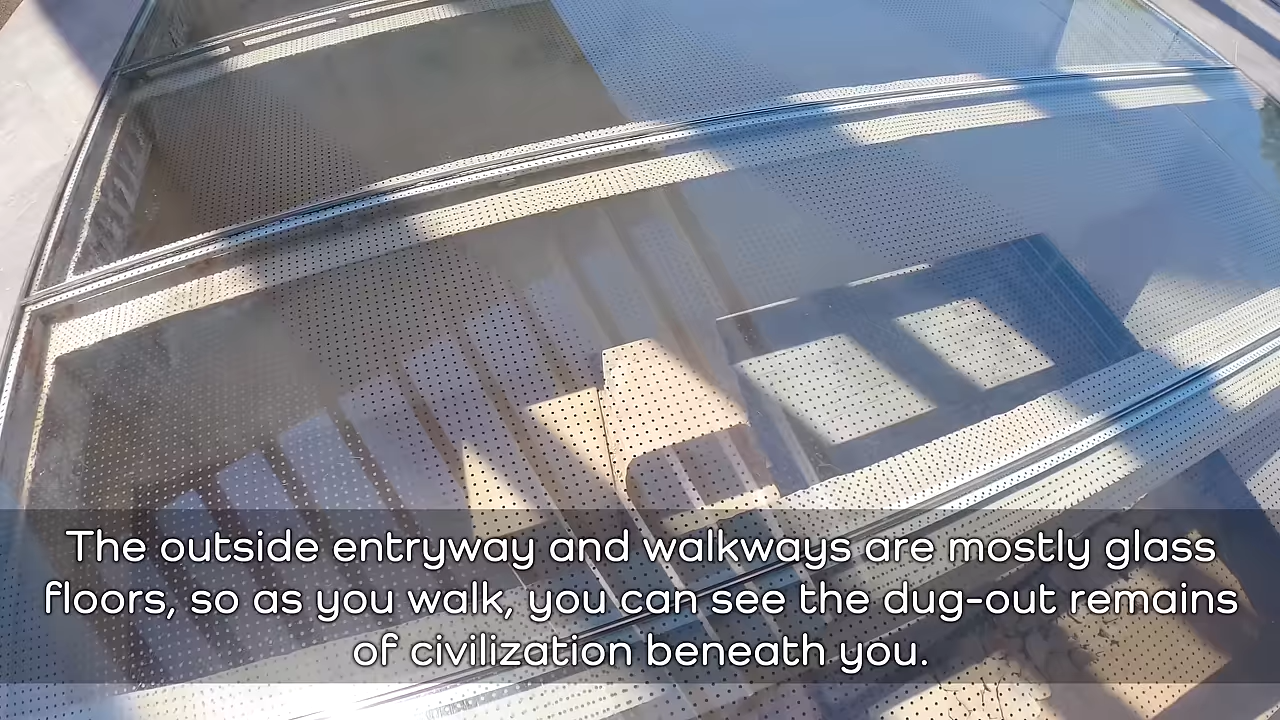 The outside entryway and walkways are mostly glass
floors, so as you walk, you can see the dug-out remains
of civilization beneath you.